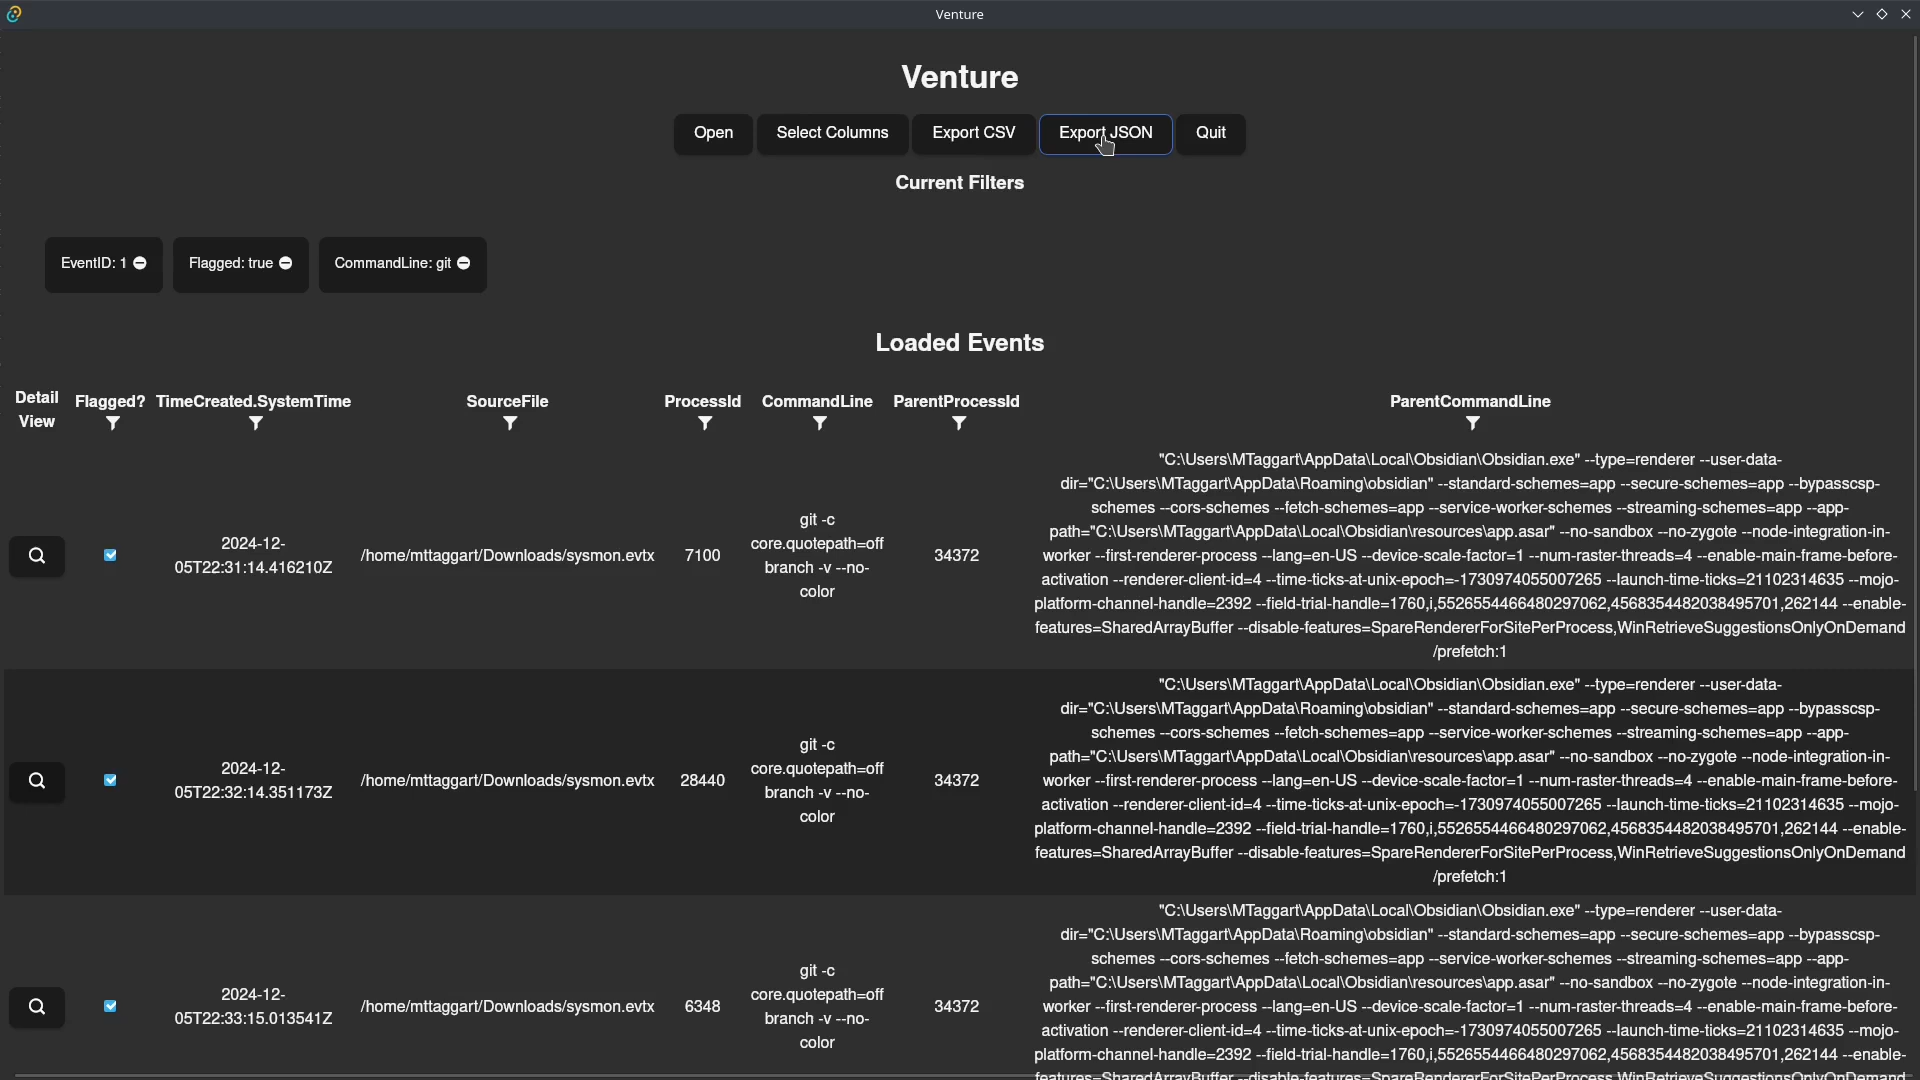 Venture
Venture
Open Select Columns Export CSV Export JSON Quit
Current Filters
EventID: 1 Flagged: true CommandLine: git
Loaded Events
Detail View
Flagged?
TimeCreated.SystemTime
SourceFile
ProcessId
CommandLine
ParentProcessId
ParentCommandLine
2024-12-
05T22:31:14.416210Z
/home/mttaggart/Downloads/sysmon.evtx
7100
git -c
core.quotepath=off
branch -v --no-
color
34372
"C:\Users\MTaggart\AppData\Local\Obsidian\Obsidian.exe" --type=renderer --user-data-
dir="C:\Users\MTaggart\AppData\Roaming\obsidian" --standard-schemes=app --secure-schemes=app --bypasscsp-
schemes --cors-schemes --fetch-schemes=app --service-worker-schemes --streaming-schemes=app --app-
path="C:\Users\MTaggart\AppData\Local\Obsidian\resources\app.asar" --no-sandbox --no-zygote --node-integration-in-
worker --first-renderer-process --lang=en-US --device-scale-factor=1 --num-raster-threads=4 --enable-main-frame-before-
activation --renderer-client-id=4 --time-ticks-at-unix-epoch=-1730974055007265 --launch-time-ticks=21102314635 --mojo-
platform-channel-handle=2392 --field-trial-handle=1760,i,5526554466480297062,4568354482038495701,262144 --enable-
features=SharedArrayBuffer --disable-features=SpareRendererForSitePerProcess,WinRetrieveSuggestionsOnlyOnDemand
/prefetch:1
2024-12-
05T22:32:14.351173Z
/home/mttaggart/Downloads/sysmon.evtx
28440
git -c
core.quotepath=off
branch -v --no-
color
34372
"C:\Users\MTaggart\AppData\Local\Obsidian\Obsidian.exe" --type=renderer --user-data-
dir="C:\Users\MTaggart\AppData\Roaming\obsidian" --standard-schemes=app --secure-schemes=app --bypasscsp-
schemes --cors-schemes --fetch-schemes=app --service-worker-schemes --streaming-schemes=app --app-
path="C:\Users\MTaggart\AppData\Local\Obsidian\resources\app.asar" --no-sandbox --no-zygote --node-integration-in-
worker --first-renderer-process --lang=en-US --device-scale-factor=1 --num-raster-threads=4 --enable-main-frame-before-
activation --renderer-client-id=4 --time-ticks-at-unix-epoch=-1730974055007265 --launch-time-ticks=21102314635 --mojo-
platform-channel-handle=2392 --field-trial-handle=1760,i,5526554466480297062,4568354482038495701,262144 --enable-
features=SharedArrayBuffer --disable-features=SpareRendererForSitePerProcess,WinRetrieveSuggestionsOnlyOnDemand
/prefetch:1
2024-12-
05T22:33:15.013541Z
/home/mttaggart/Downloads/sysmon.evtx
6348
git -c
core.quotepath=off
branch -v --no-
color
34372
"C:\Users\MTaggart\AppData\Local\Obsidian\Obsidian.exe" --type=renderer --user-data-
dir="C:\Users\MTaggart\AppData\Roaming\obsidian" --standard-schemes=app --secure-schemes=app --bypasscsp-
schemes --cors-schemes --fetch-schemes=app --service-worker-schemes --streaming-schemes=app --app-
path="C:\Users\MTaggart\AppData\Local\Obsidian\resources\app.asar" --no-sandbox --no-zygote --node-integration-in-
worker --first-renderer-process --lang=en-US --device-scale-factor=1 --num-raster-threads=4 --enable-main-frame-before-
activation --renderer-client-id=4 --time-ticks-at-unix-epoch=-1730974055007265 --launch-time-ticks=21102314635 --mojo-
platform-channel-handle=2392 --field-trial-handle=1760,i,5526554466480297062,4568354482038495701,262144 --enable-
features=SharedArrayBuffer --disable-features=SpareRendererForSitePerProcess,WinRetrieveSuggestionsOnlyOnDemand